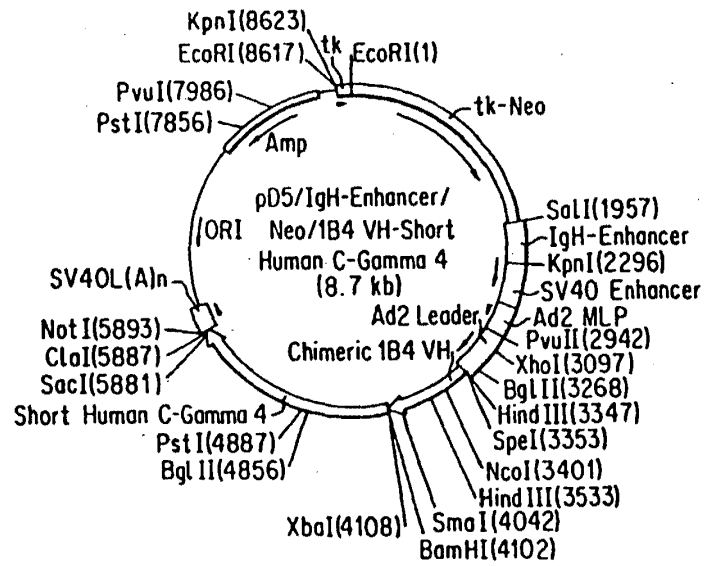 KpnI(8623)
tk
EcoRI(8617)
EcoRI(1)
PvuI(7986)
tk-Neo
PstI(7856)
Amp
pD5/IgH-Enhancer/
Neo/1B4 VH-Short
Human C-Gamma 4
(8.7 kb)
ORI
SalI(1957)
IgH-Enhancer
KpnI(2296)
SV40 Enhancer
SV40L(A)n
Ad2 Leader
Ad2 MLP
NotI(5893)
PvuII(2942)
ClaI(5887)
Chimeric 1B4 VH
XhoI(3097)
SacI(5881)
BglII(3268)
Short Human C-Gamma 4
HindIII(3347)
PstI(4887)
SpeI(3353)
BglII(4856)
NcoI(3401)
HindIII(3533)
XbaI(4108)
SmaI(4042)
BamHI(4102)